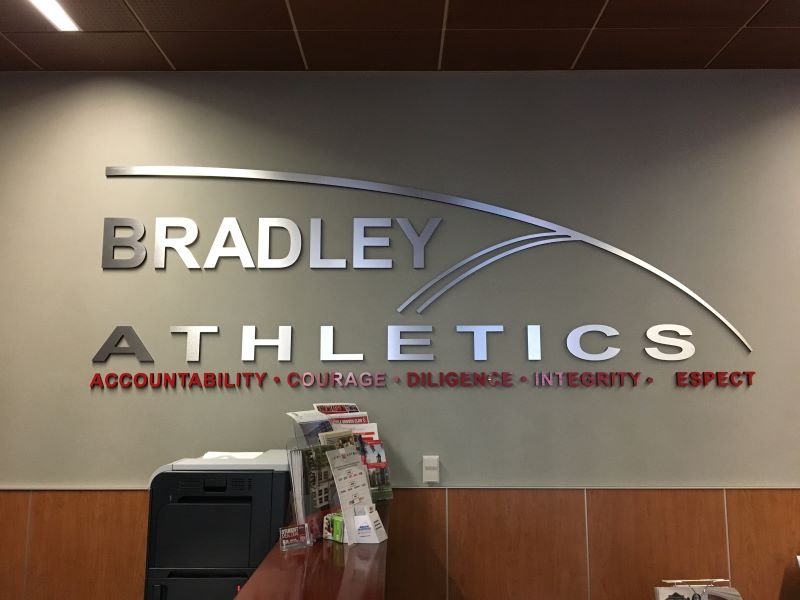 BRADLEY
ATHLETICS
ACCOUNTABILITY • COURAGE • DILIGENCE • INTEGRITY • ESPECT